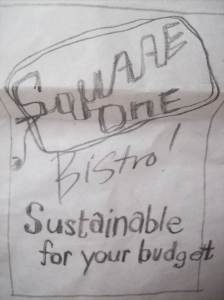 SQUARE
ONE
Bistro!
Sustainable
for your budget